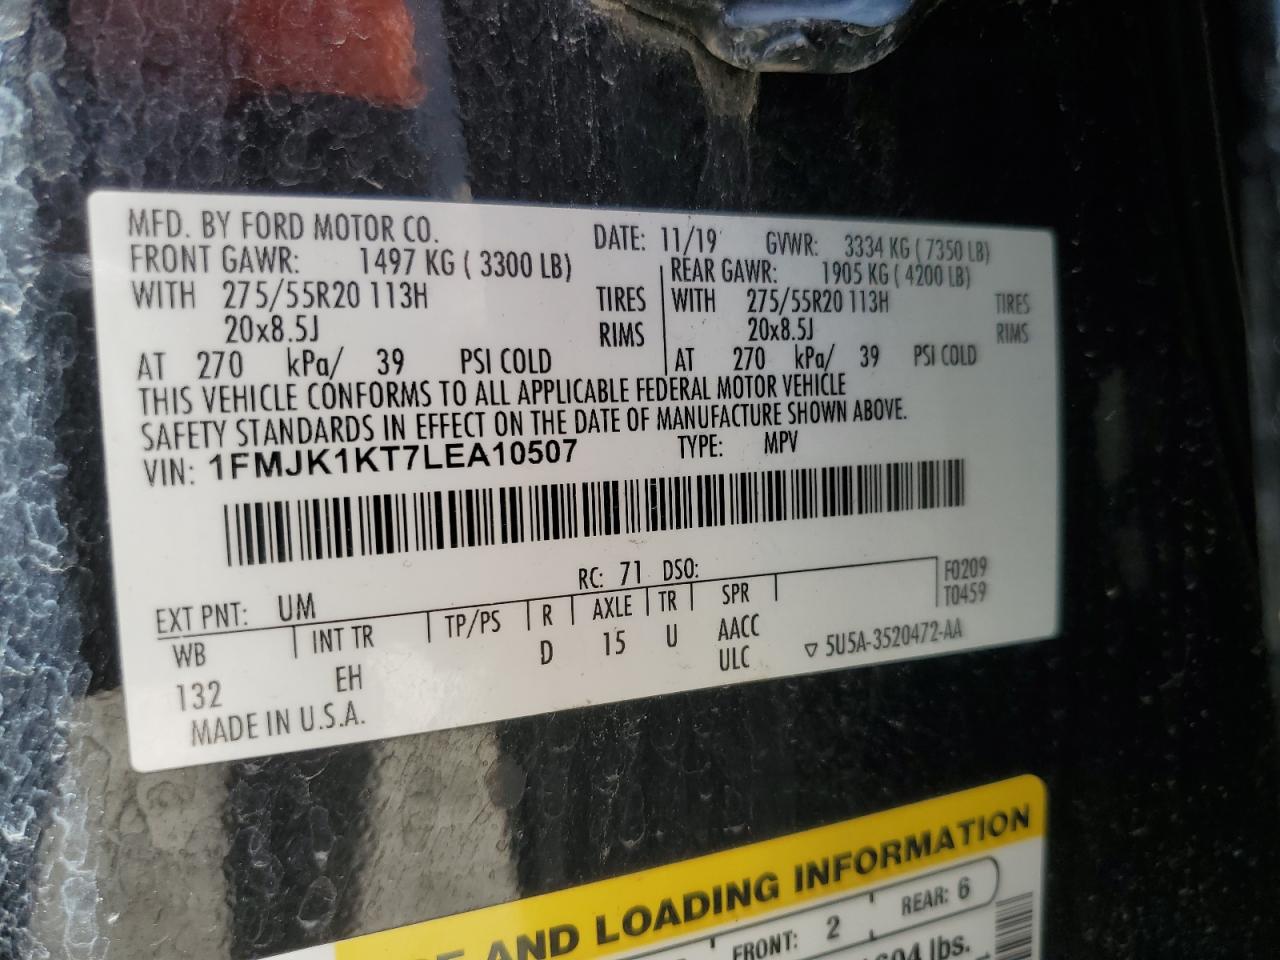 MFD. BY FORD MOTOR CO. DATE: 11/19 GVWR: 3334 KG ( 7350 LB)
FRONT GAWR: 1497 KG ( 3300 LB) REAR GAWR: 1905 KG ( 4200 LB)
WITH 275/55R20 113H TIRES WITH 275/55R20 113H TIRES
20x8.5J RIMS 20x8.5J RIMS
AT 270 kPa/ 39 PSI COLD AT 270 kPa/ 39 PSI COLD
THIS VEHICLE CONFORMS TO ALL APPLICABLE FEDERAL MOTOR VEHICLE
SAFETY STANDARDS IN EFFECT ON THE DATE OF MANUFACTURE SHOWN ABOVE.
VIN: 1FMJK1KT7LEA10507 TYPE: MPV
EXT PNT: UM RC: 71 DSO: F0209
WB INT TR TP/PS R AXLE TR SPR T0459
132 EH D 15 U AACC ▽ 5U5A-3520472-AA
ULC
MADE IN U.S.A.
AND LOADING INFORMATION
FRONT: 2 REAR: 6
lbs.